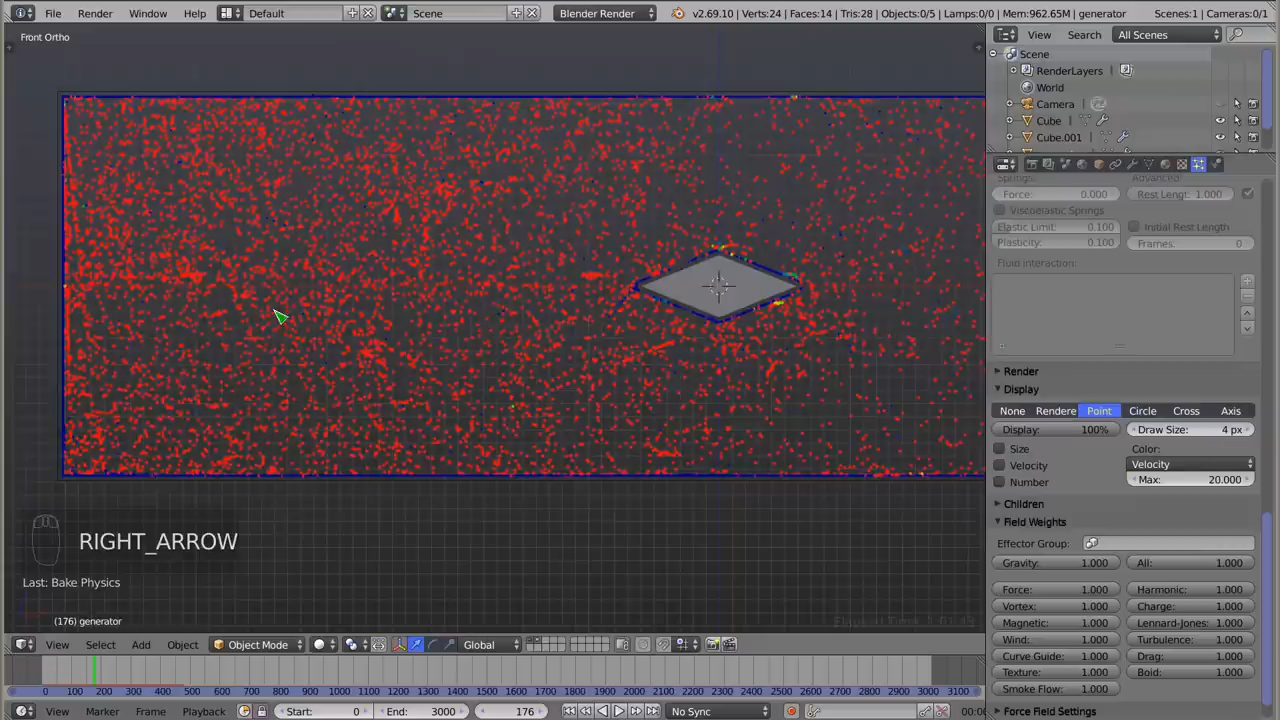 File Render Window Help Default Scene Blender Render v2.69.10 | Verts:24 | Faces:14 | Tris:28 | Objects:0/5 | Lamps:0/0 | Mem:962.65M | generator Scenes:1 | Cameras:0/1
Front Ortho
View Search All Scenes
Scene
RenderLayers
World
Camera
Cube
Cube.001
Springs: Advanced:
Force: 0.000 Rest Lengt: 1.000
Viscoelastic Springs
Elastic Limit: 0.100 Initial Rest Length
Plasticity: 0.100 Frames: 0
Fluid Interaction:
Render
Display
None Rendere Point Circle Cross Axis
Display: 100% Draw Size: 4 px
Size Color:
Velocity Velocity
Number Max: 20.000
Children
Field Weights
Effector Group:
Gravity: 1.000 All: 1.000
Force: 1.000 Harmonic: 1.000
Vortex: 1.000 Charge: 1.000
Magnetic: 1.000 Lennard-Jones: 1.000
Wind: 1.000 Turbulence: 1.000
Curve Guide: 1.000 Drag: 1.000
Texture: 1.000 Boid: 1.000
Smoke Flow: 1.000
Force Field Settings
RIGHT_ARROW
Last: Bake Physics
(176) generator
View Select Add Object Object Mode Global
0 100 200 300 400 500 600 700 800 900 1000 1100 1200 1300 1400 1500 1600 1700 1800 1900 2000 2100 2200 2300 2400 2500 2600 2700 2800 2900 3000 3100
View Marker Frame Playback Start: 0 End: 3000 176 No Sync